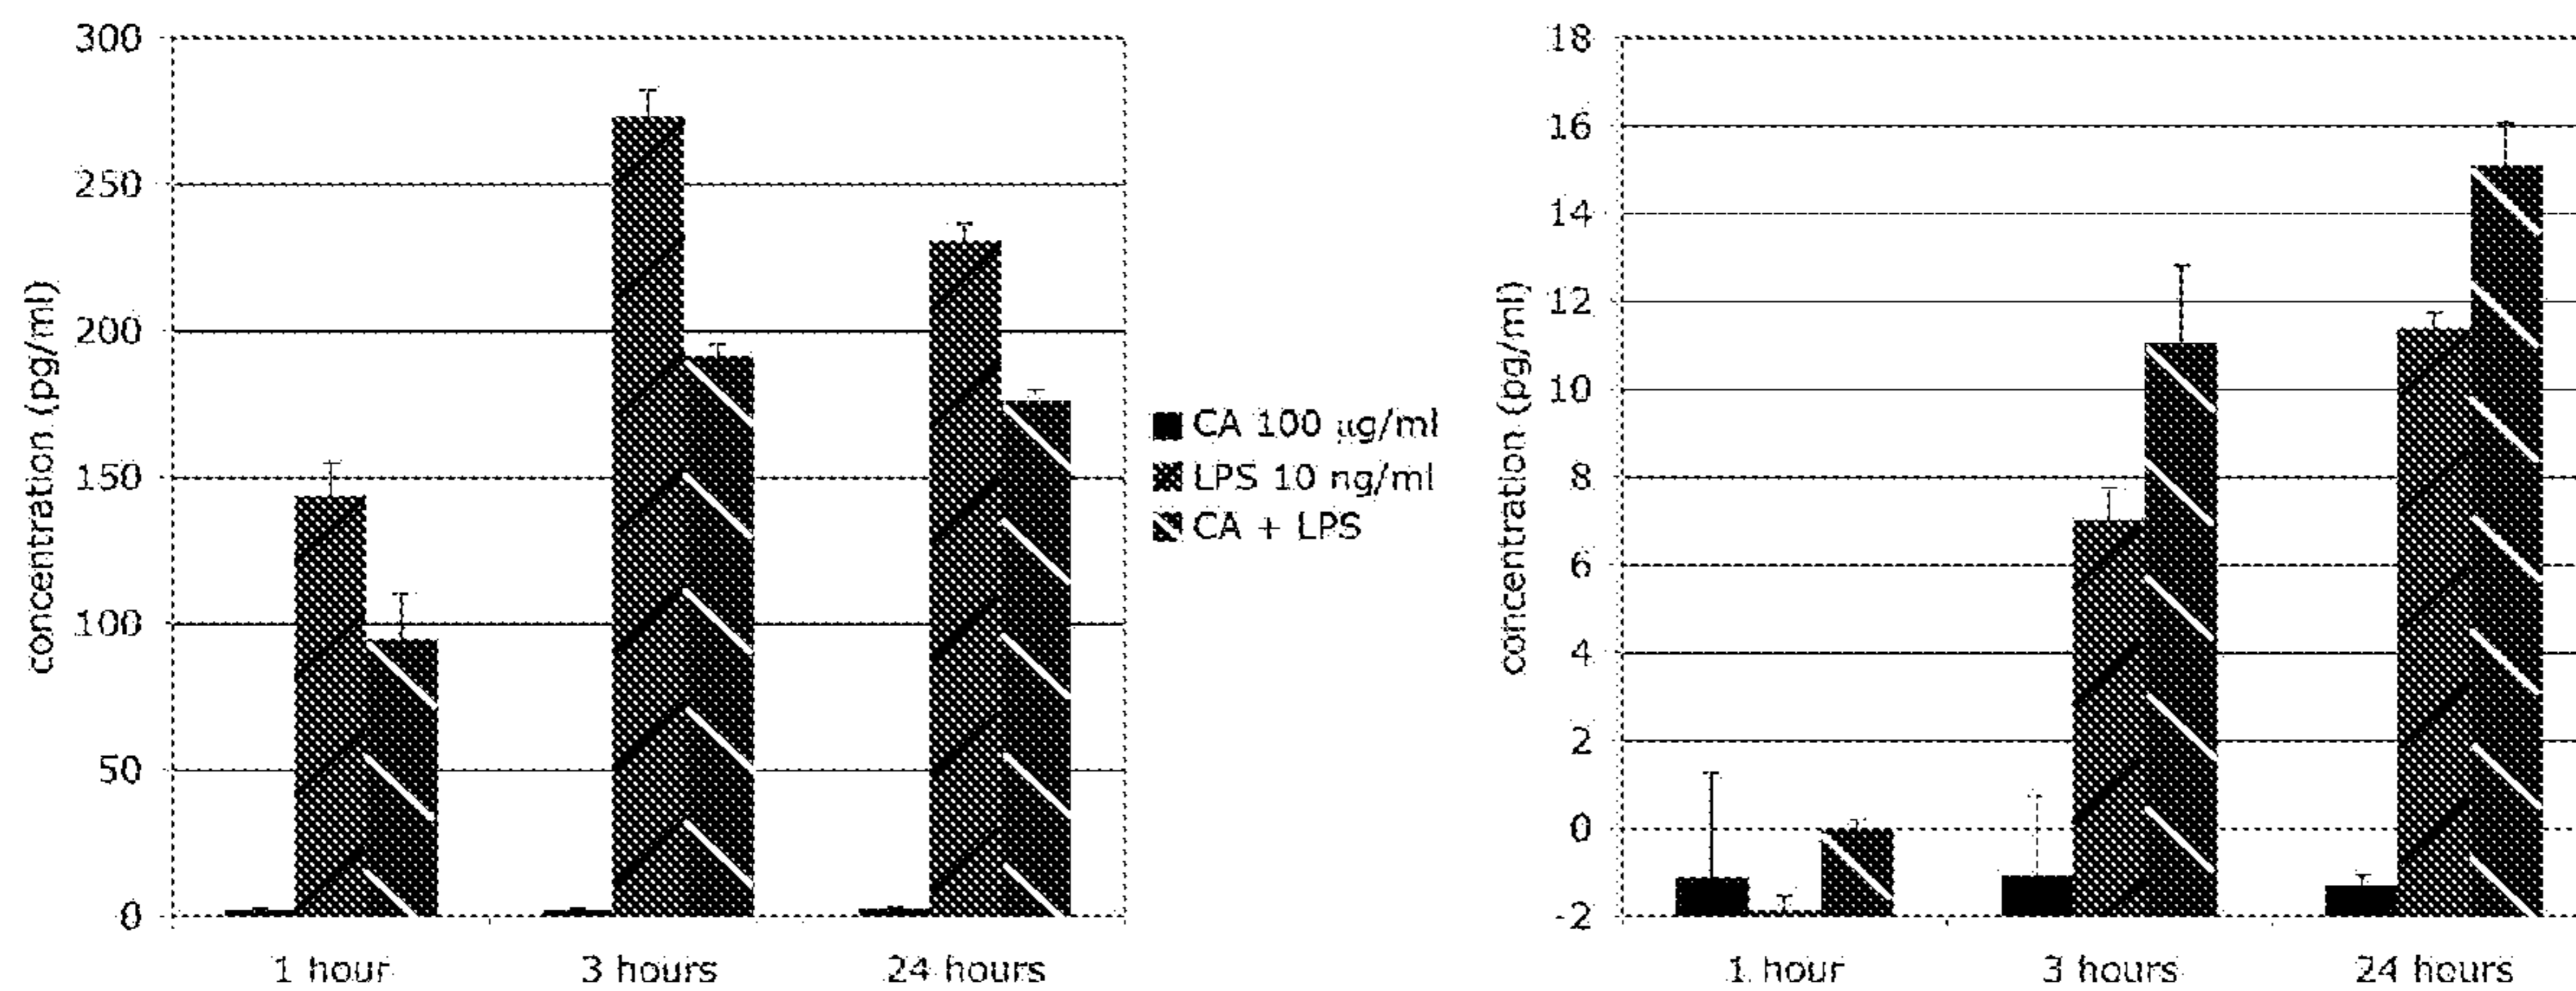 300
250
200
150
100
50
0
concentration (pg/ml)
1 hour
3 hours
24 hours
CA 100 µg/ml
LPS 10 ng/ml
CA + LPS
18
16
14
12
10
8
6
4
2
0
-2
concentration (pg/ml)
1 hour
3 hours
24 hours